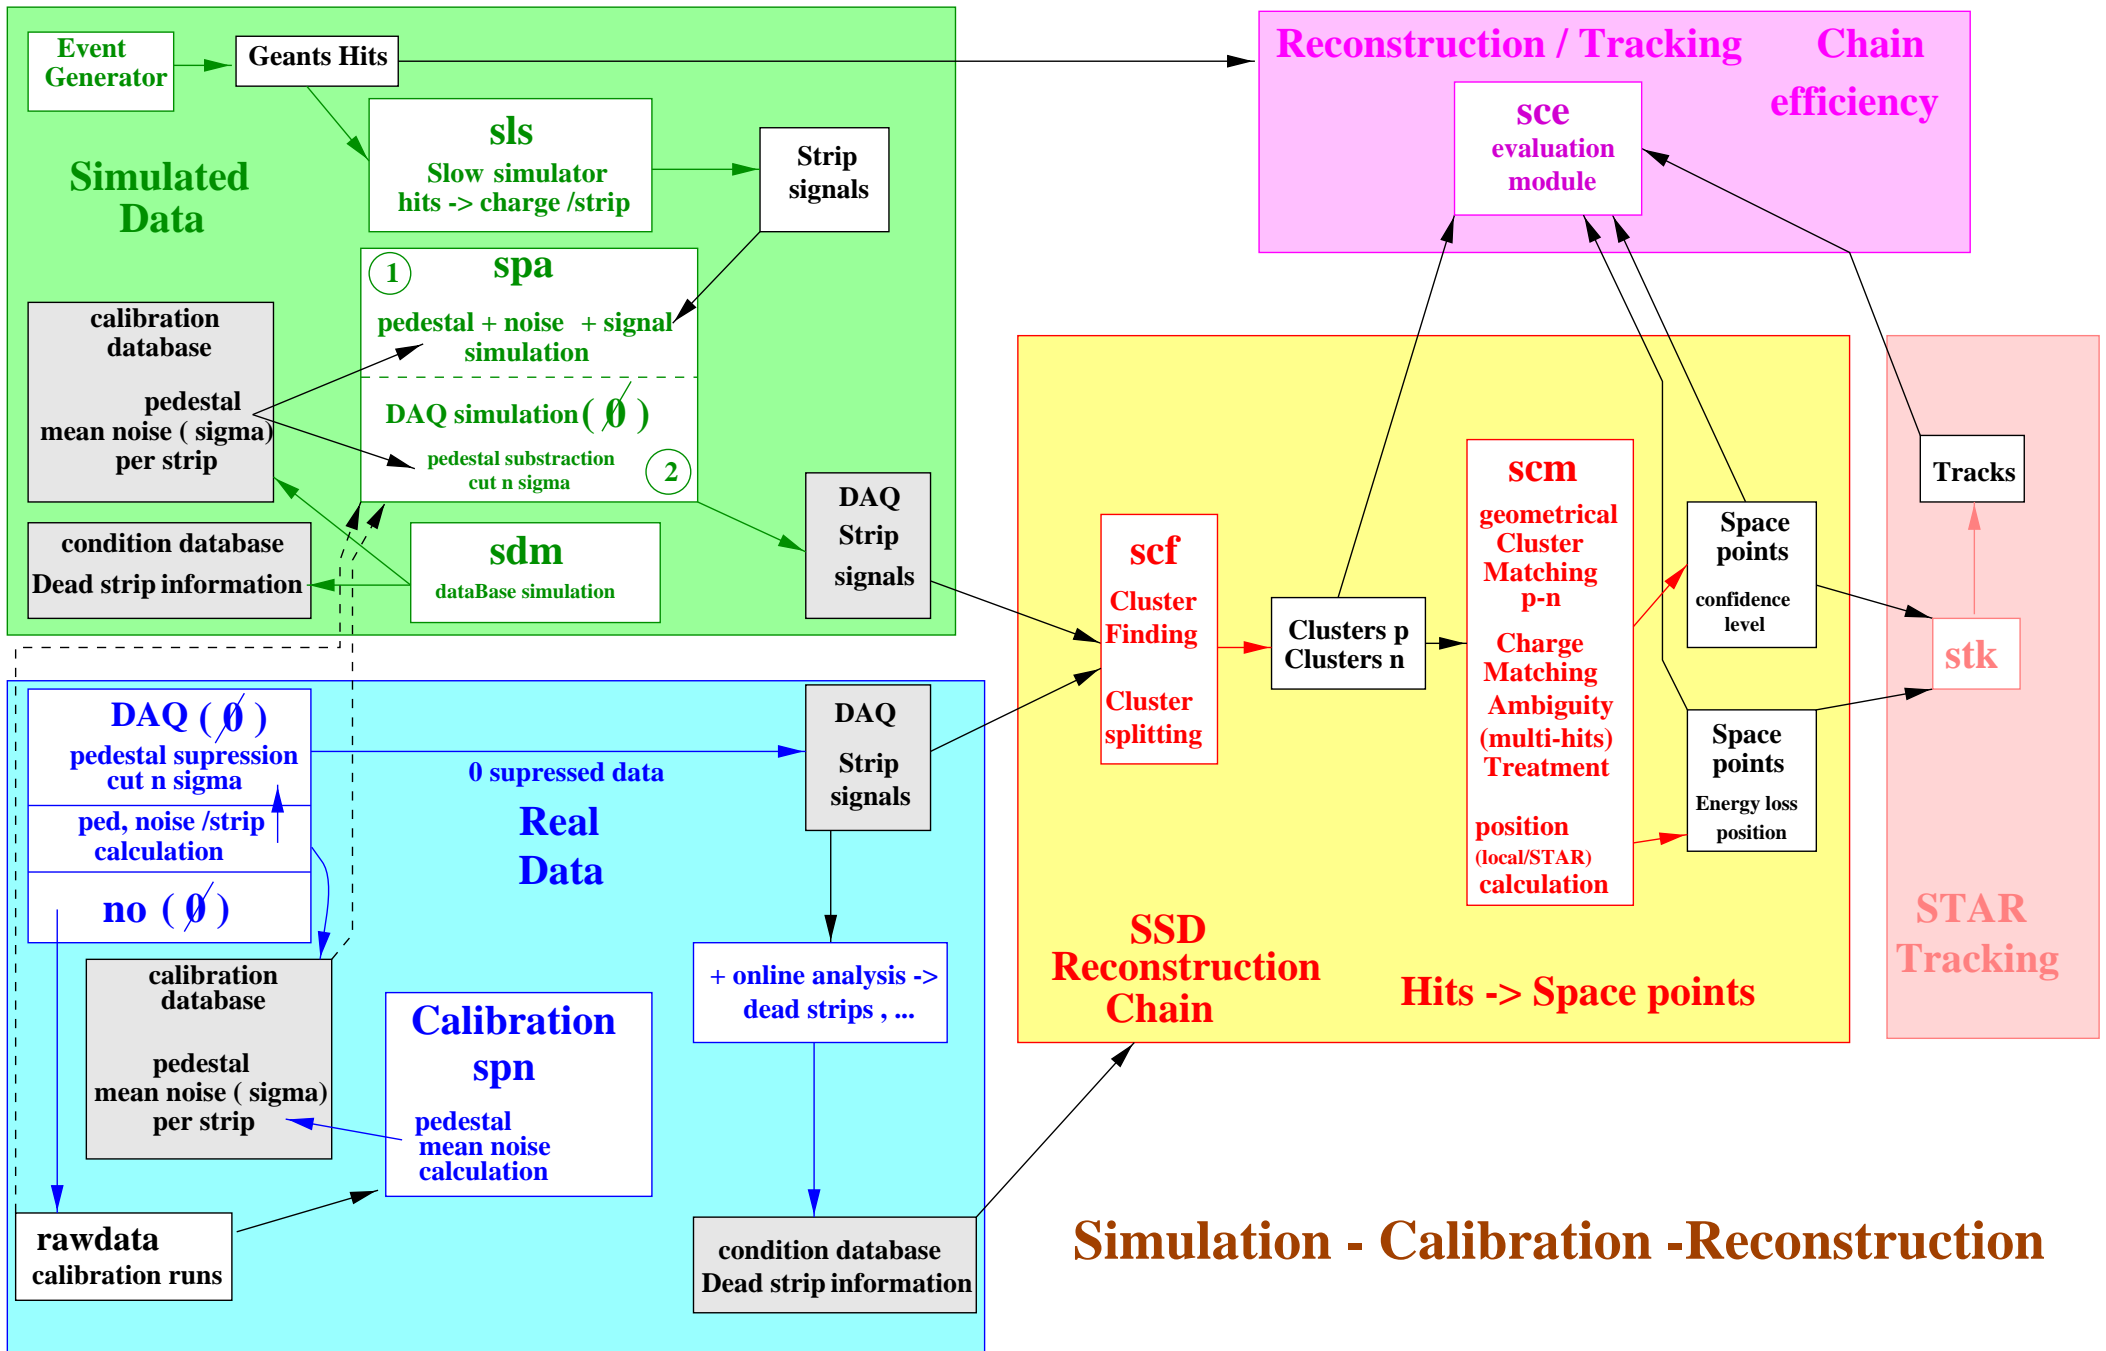 Event
Generator
Geants Hits
Simulated
Data
sls
Slow simulator
hits -> charge /strip
Strip
signals
1
spa
pedestal + noise + signal
simulation
DAQ simulation ( 0 )
pedestal substraction
cut n sigma
2
calibration
database
pedestal
mean noise ( sigma)
per strip
condition database
Dead strip information
sdm
dataBase simulation
DAQ
Strip
signals
Reconstruction / Tracking Chain
efficiency
sce
evaluation
module
DAQ ( 0 )
pedestal supression
cut n sigma
ped, noise /strip
calculation
no ( 0 )
0 supressed data
Real
Data
DAQ
Strip
signals
calibration
database
pedestal
mean noise ( sigma)
per strip
Calibration
spn
pedestal
mean noise
calculation
+ online analysis ->
dead strips , ...
rawdata
calibration runs
condition database
Dead strip information
scf
Cluster
Finding
Cluster
splitting
Clusters p
Clusters n
scm
geometrical
Cluster
Matching
p-n
Charge
Matching
Ambiguity
(multi-hits)
Treatment
position
(local/STAR)
calculation
Space
points
confidence
level
Space
points
Energy loss
position
SSD
Reconstruction
Chain
Hits -> Space points
Tracks
stk
STAR
Tracking
Simulation - Calibration -Reconstruction